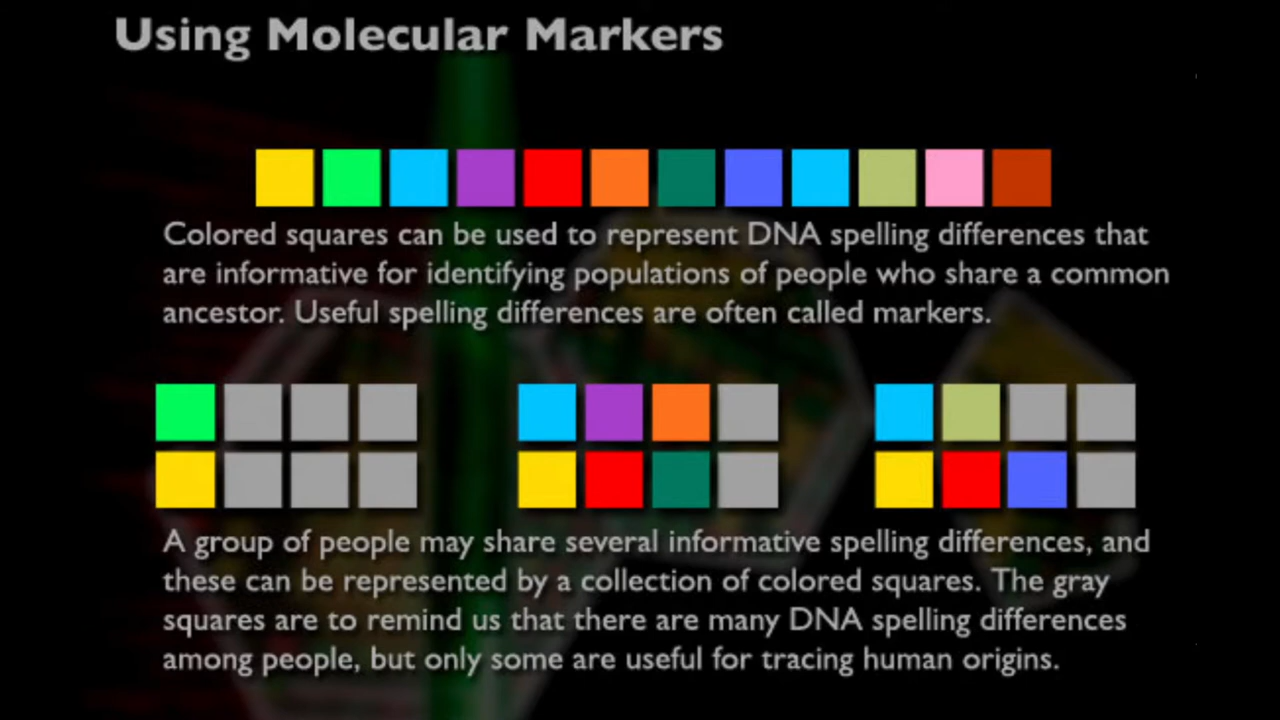 Using Molecular Markers
Colored squares can be used to represent DNA spelling differences that
are informative for identifying populations of people who share a common
ancestor. Useful spelling differences are often called markers.
A group of people may share several informative spelling differences, and
these can be represented by a collection of colored squares. The gray
squares are to remind us that there are many DNA spelling differences
among people, but only some are useful for tracing human origins.